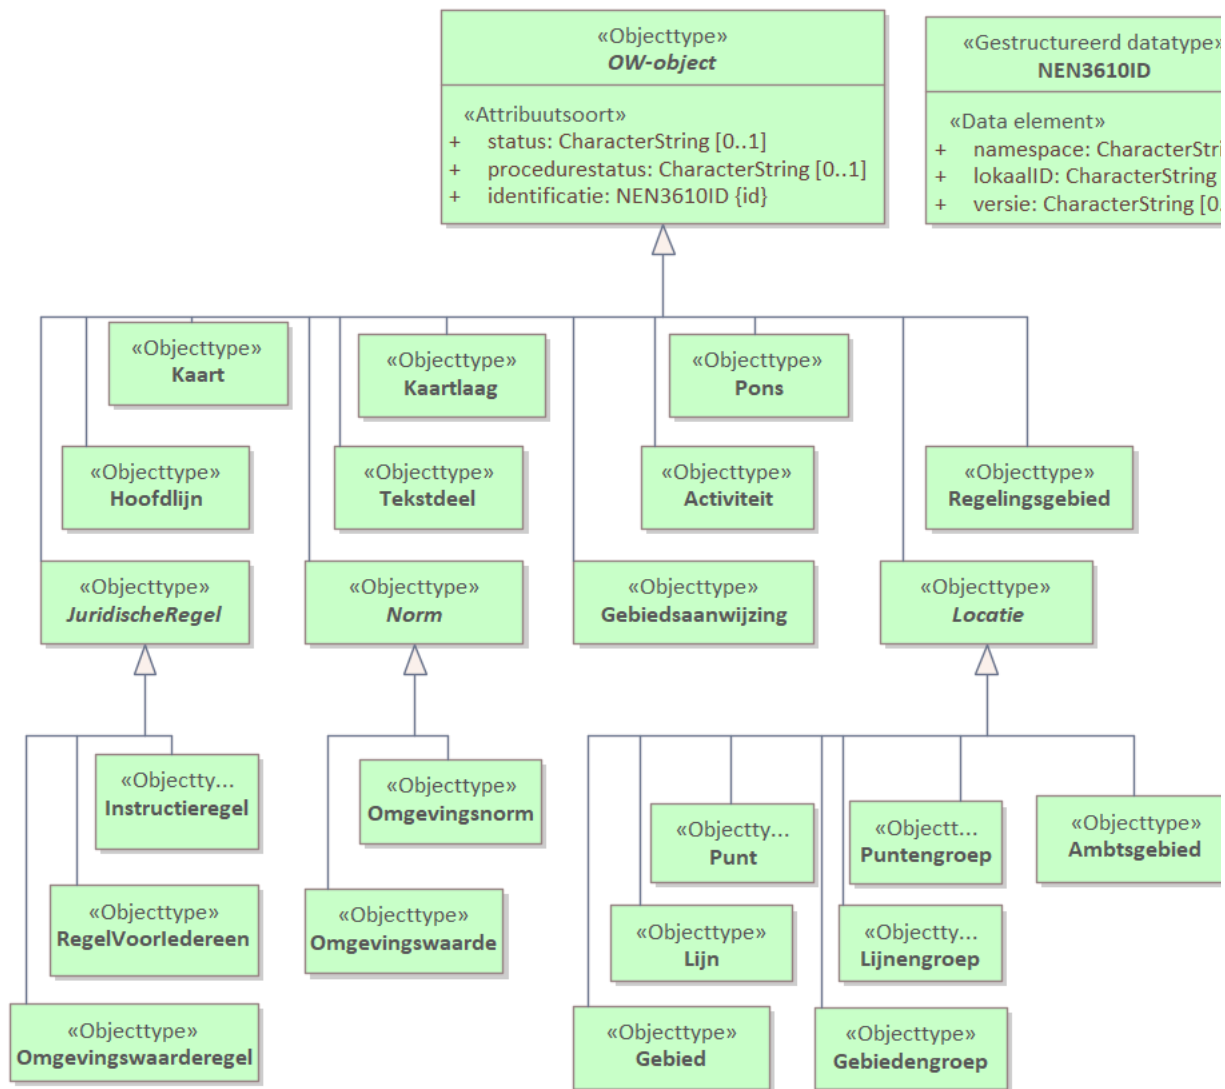 «Objecttype»
OW-object
«Attribuutsoort»
+ status: CharacterString [0..1]
+ procedurestatus: CharacterString [0..1]
+ identificatie: NEN3610ID {id}
«Gestructureerd datatype»
NEN3610ID
«Data element»
+ namespace: CharacterStri
+ lokaalID: CharacterString
+ versie: CharacterString [0.
«Objecttype»
Kaart
«Objecttype»
Kaartlaag
«Objecttype»
Pons
«Objecttype»
Hoofdlijn
«Objecttype»
Tekstdeel
«Objecttype»
Activiteit
«Objecttype»
Regelingsgebied
«Objecttype»
JuridischeRegel
«Objecttype»
Norm
«Objecttype»
Gebiedsaanwijzing
«Objecttype»
Locatie
«Objectty...
Instructieregel
«Objecttype»
Omgevingsnorm
«Objectty...
Punt
«Objectt...
Puntengroep
«Objecttype»
Ambtsgebied
«Objecttype»
RegelVoorIedereen
«Objecttype»
Omgevingswaarde
«Objecttype»
Lijn
«Objectty...
Lijnengroep
«Objecttype»
Omgevingswaarderegel
«Objecttype»
Gebied
«Objecttype»
Gebiedengroep